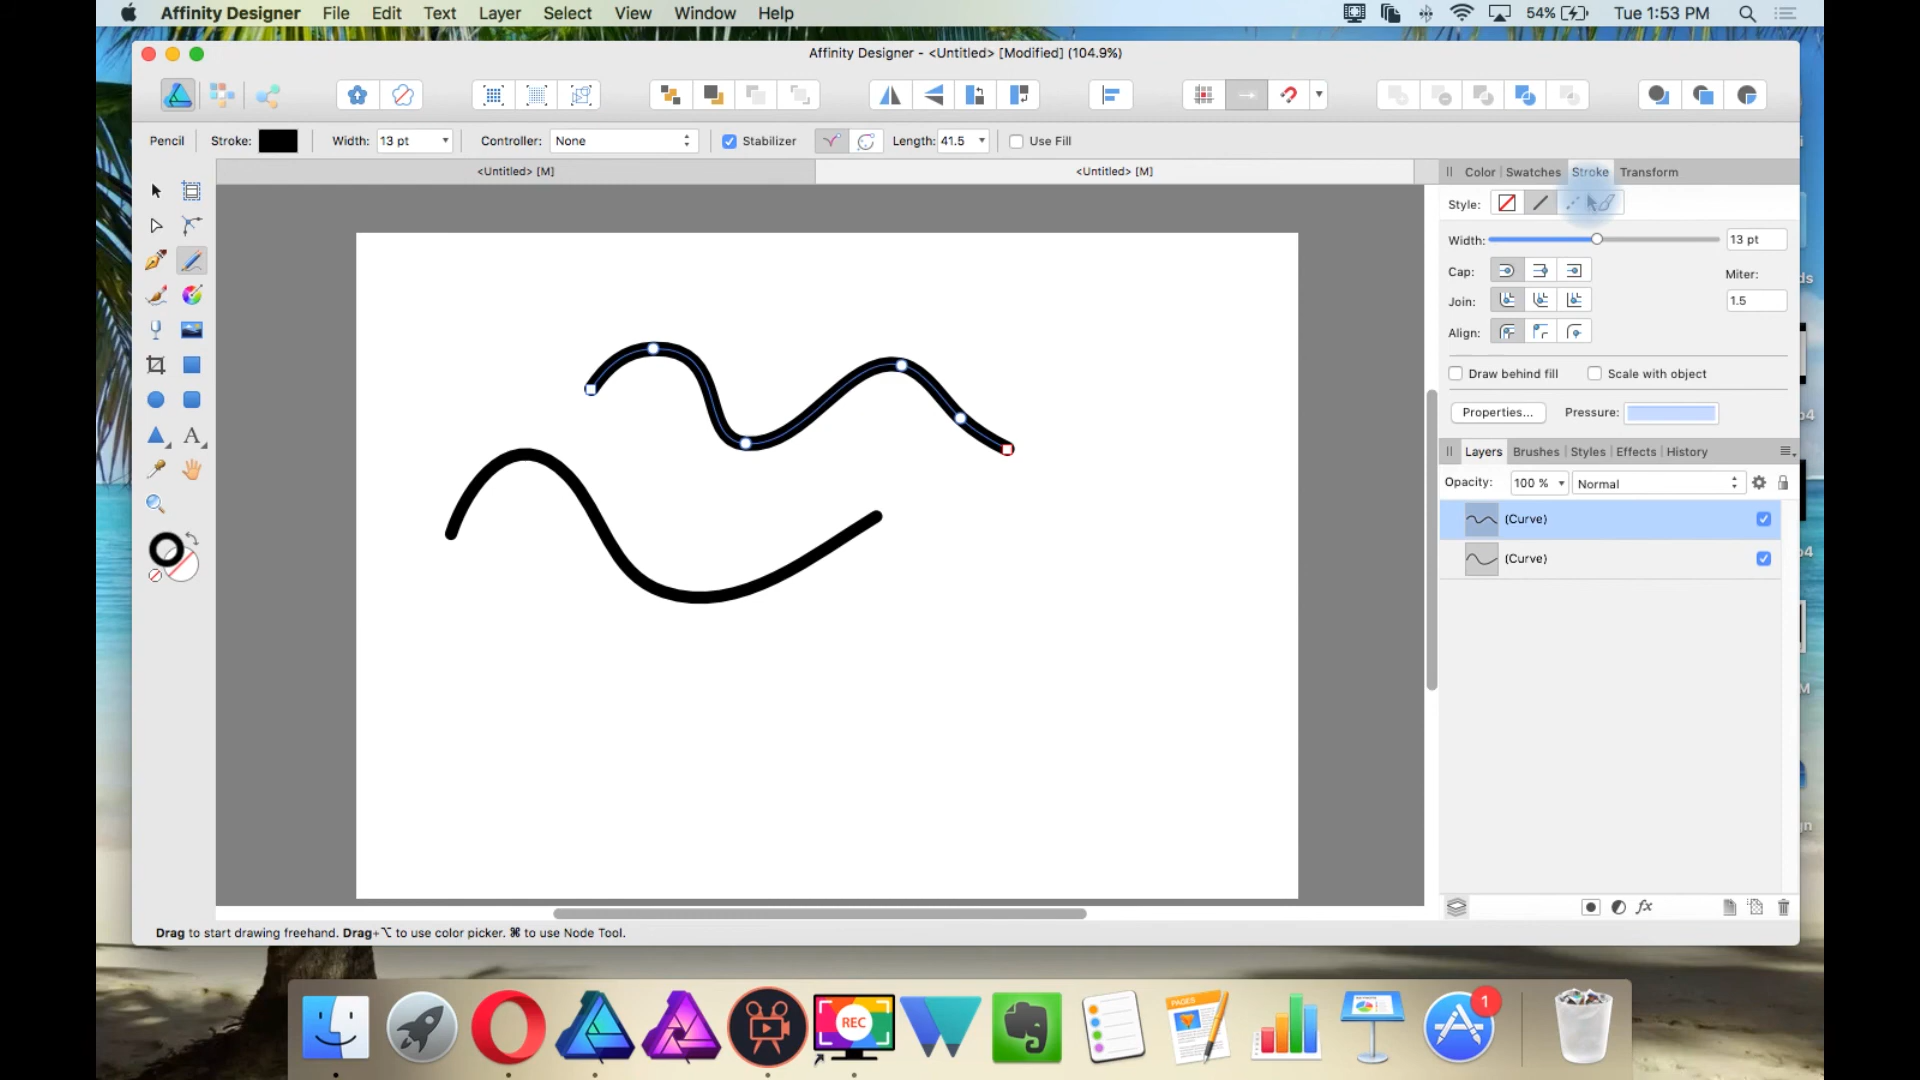 Affinity Designer File Edit Text Layer Select View Window Help 54% Tue 1:53 PM
Affinity Designer - <Untitled> [Modified] (104.9%)
Pencil Stroke: Width: 13 pt Controller: None Stabilizer Length: 41.5 Use Fill
<Untitled> [M] <Untitled> [M] Color Swatches Stroke Transform
Style:
Width: 13 pt
Cap: Miter:
Join: 1.5
Align:
Draw behind fill Scale with object
Properties... Pressure:
Layers Brushes Styles Effects History
Opacity: 100 % Normal
(Curve)
(Curve)
A
fx
Drag to start drawing freehand. Drag+⌥ to use color picker. ⌘ to use Node Tool.
REC
PAGES
1